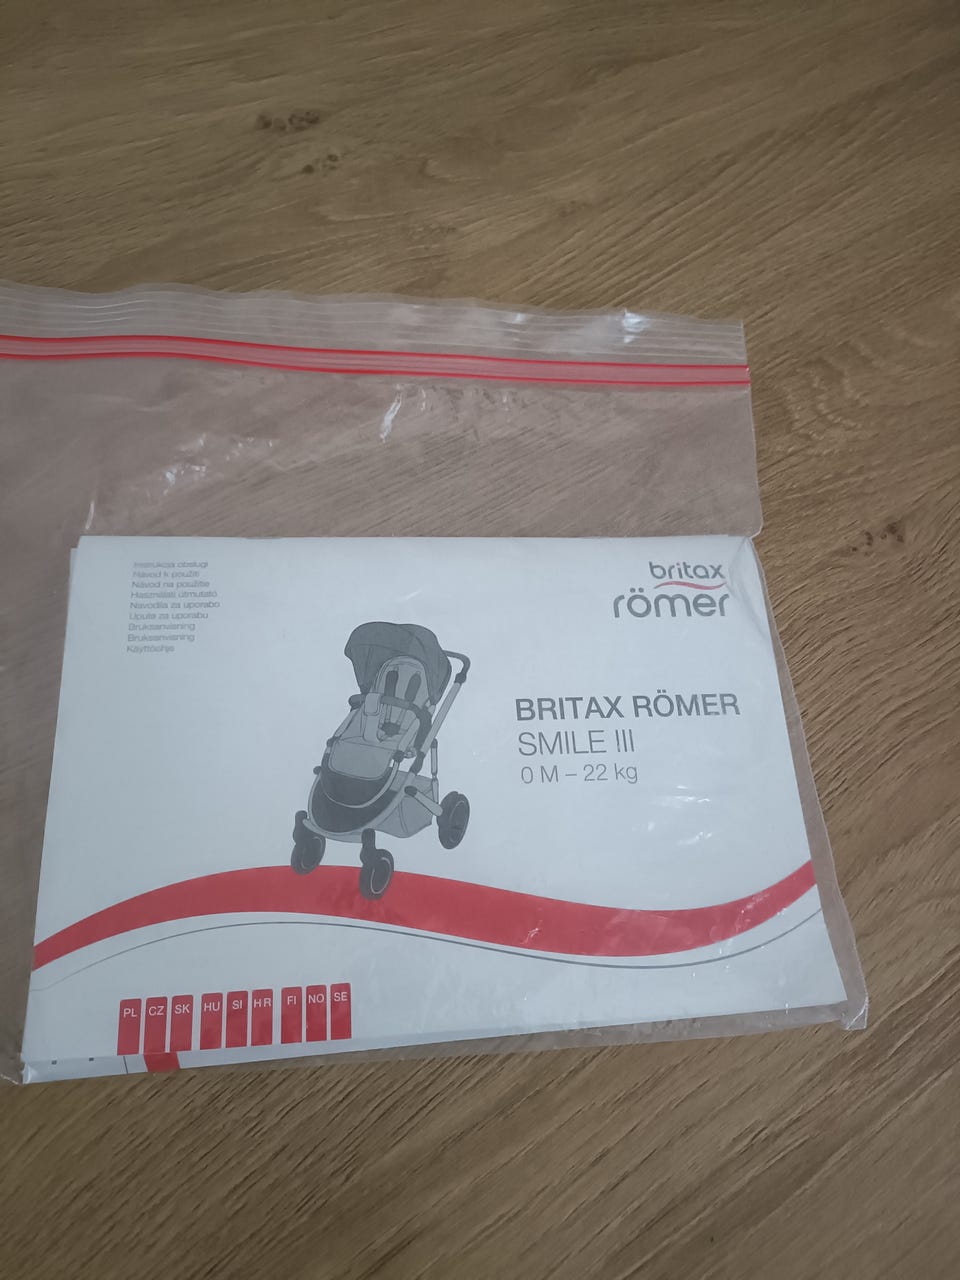 Instrukcja obsługi
Návod k použití
Návod na použitie
Használati útmutató
Navodila za uporabo
Upute za uporabu
Bruksanvisning
Bruksanvisning
Käyttöohje
britax
römer
BRITAX RÖMER
SMILE III
0 M – 22 kg
PL CZ SK HU SI HR FI NO SE